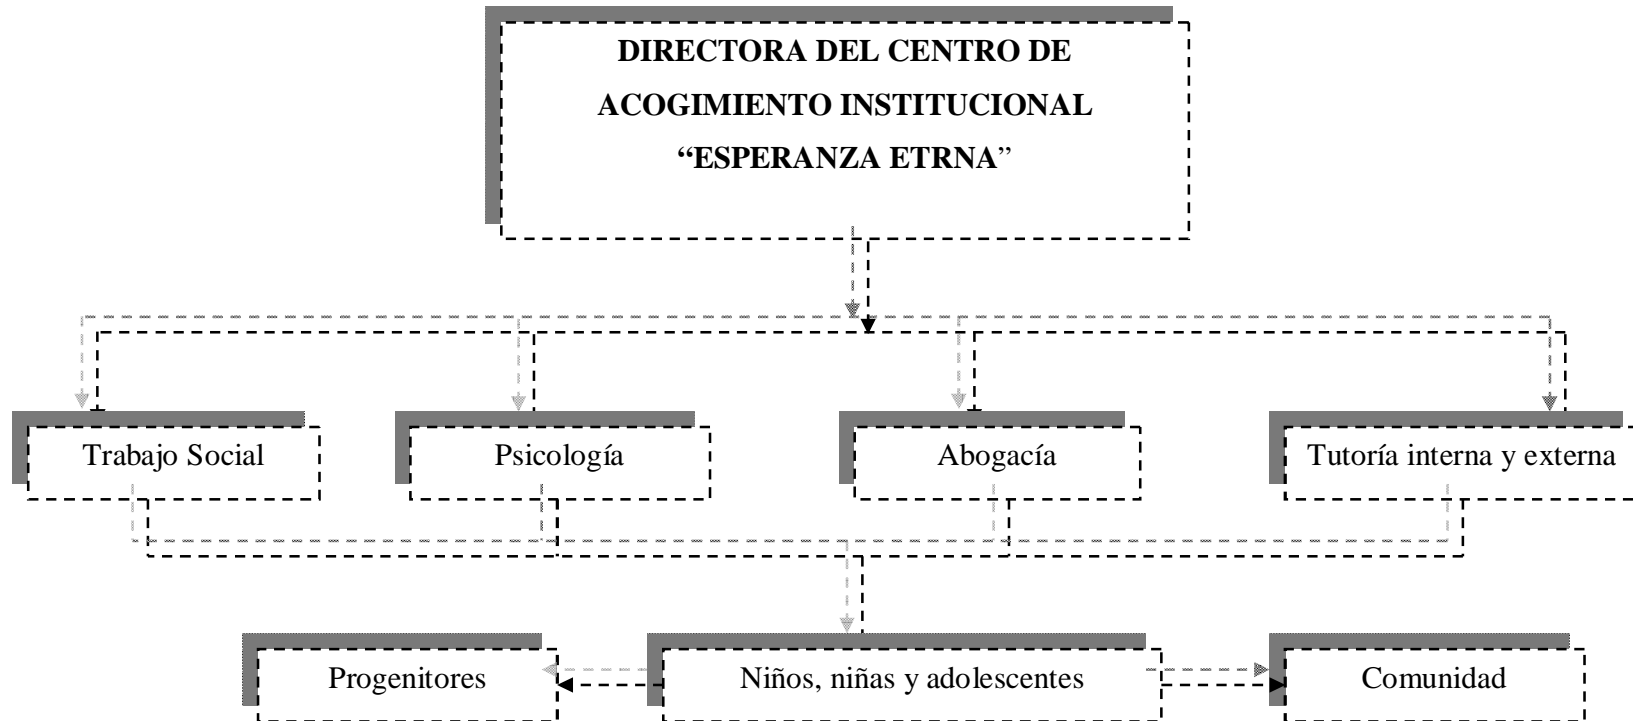 DIRECTORA DEL CENTRO DE
ACOGIMIENTO INSTITUCIONAL
“ESPERANZA ETRNA”
Trabajo Social
Psicología
Abogacía
Tutoría interna y externa
Progenitores
Niños, niñas y adolescentes
Comunidad